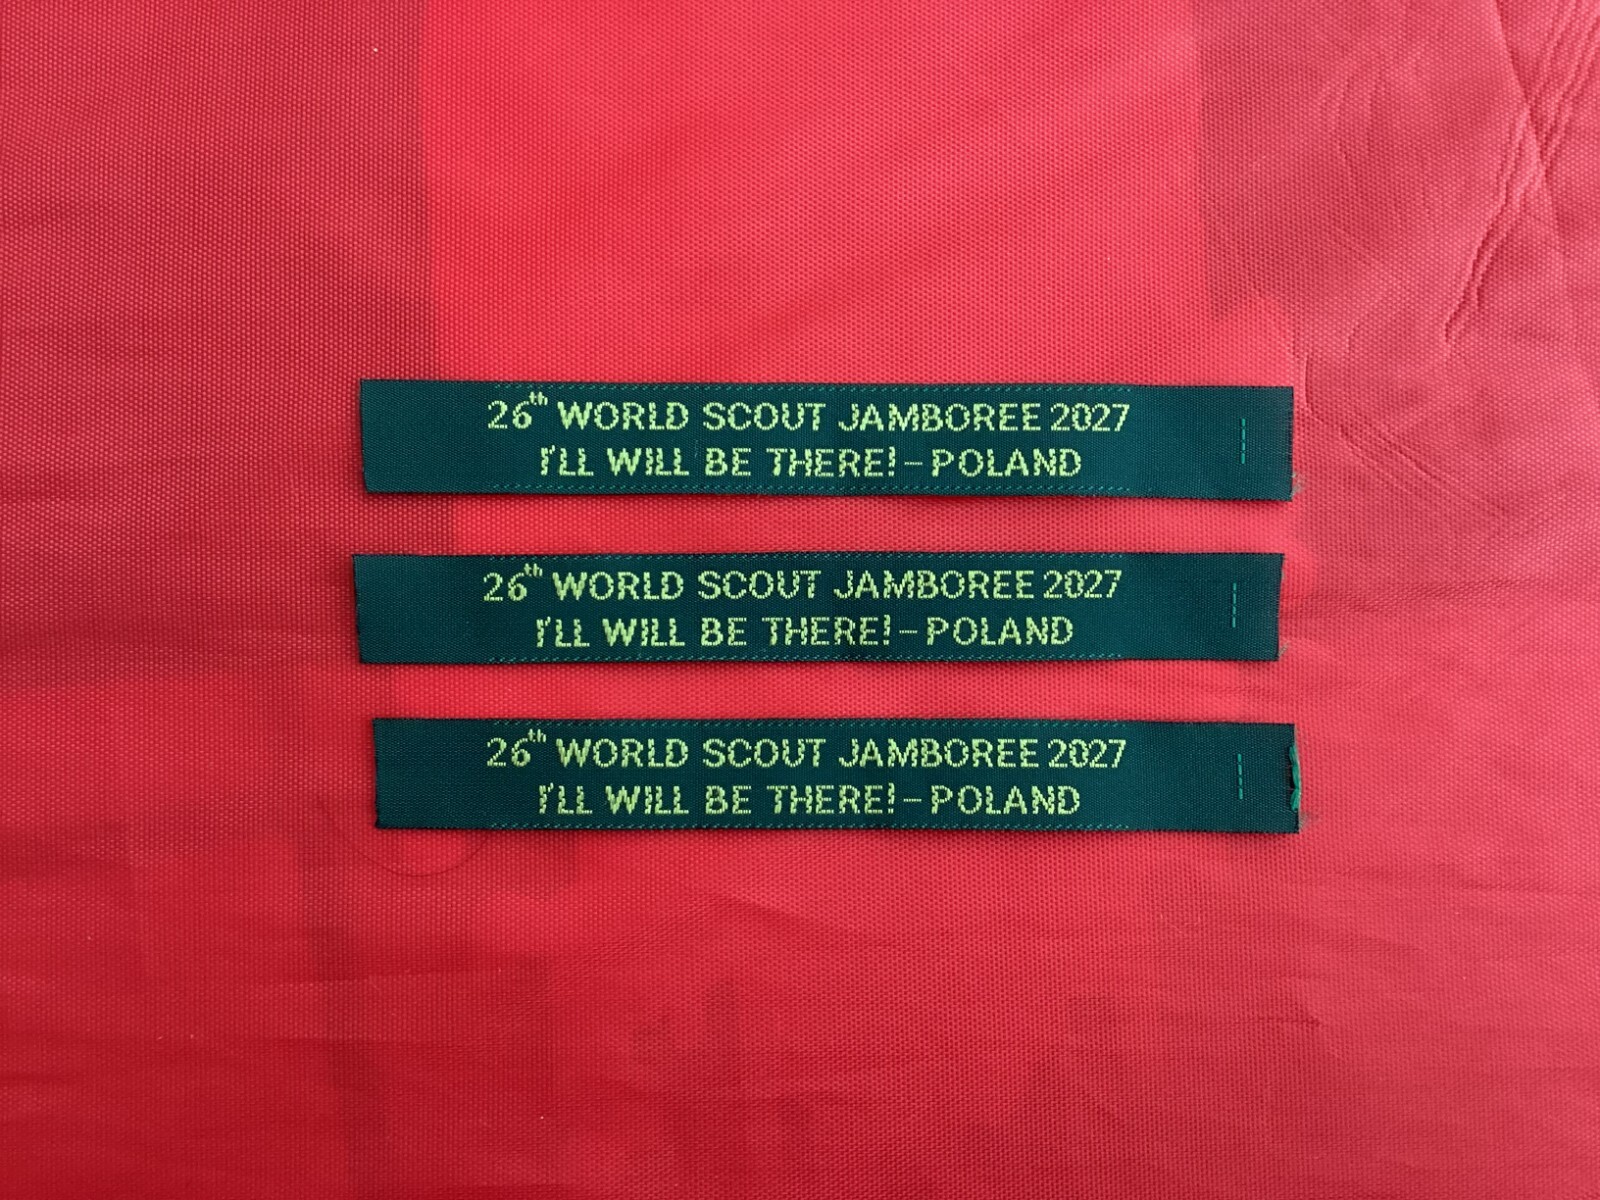 26th WORLD SCOUT JAMBOREE 2027
I'LL WILL BE THERE! – POLAND
26th WORLD SCOUT JAMBOREE 2027
I'LL WILL BE THERE! – POLAND
26th WORLD SCOUT JAMBOREE 2027
I'LL WILL BE THERE! – POLAND